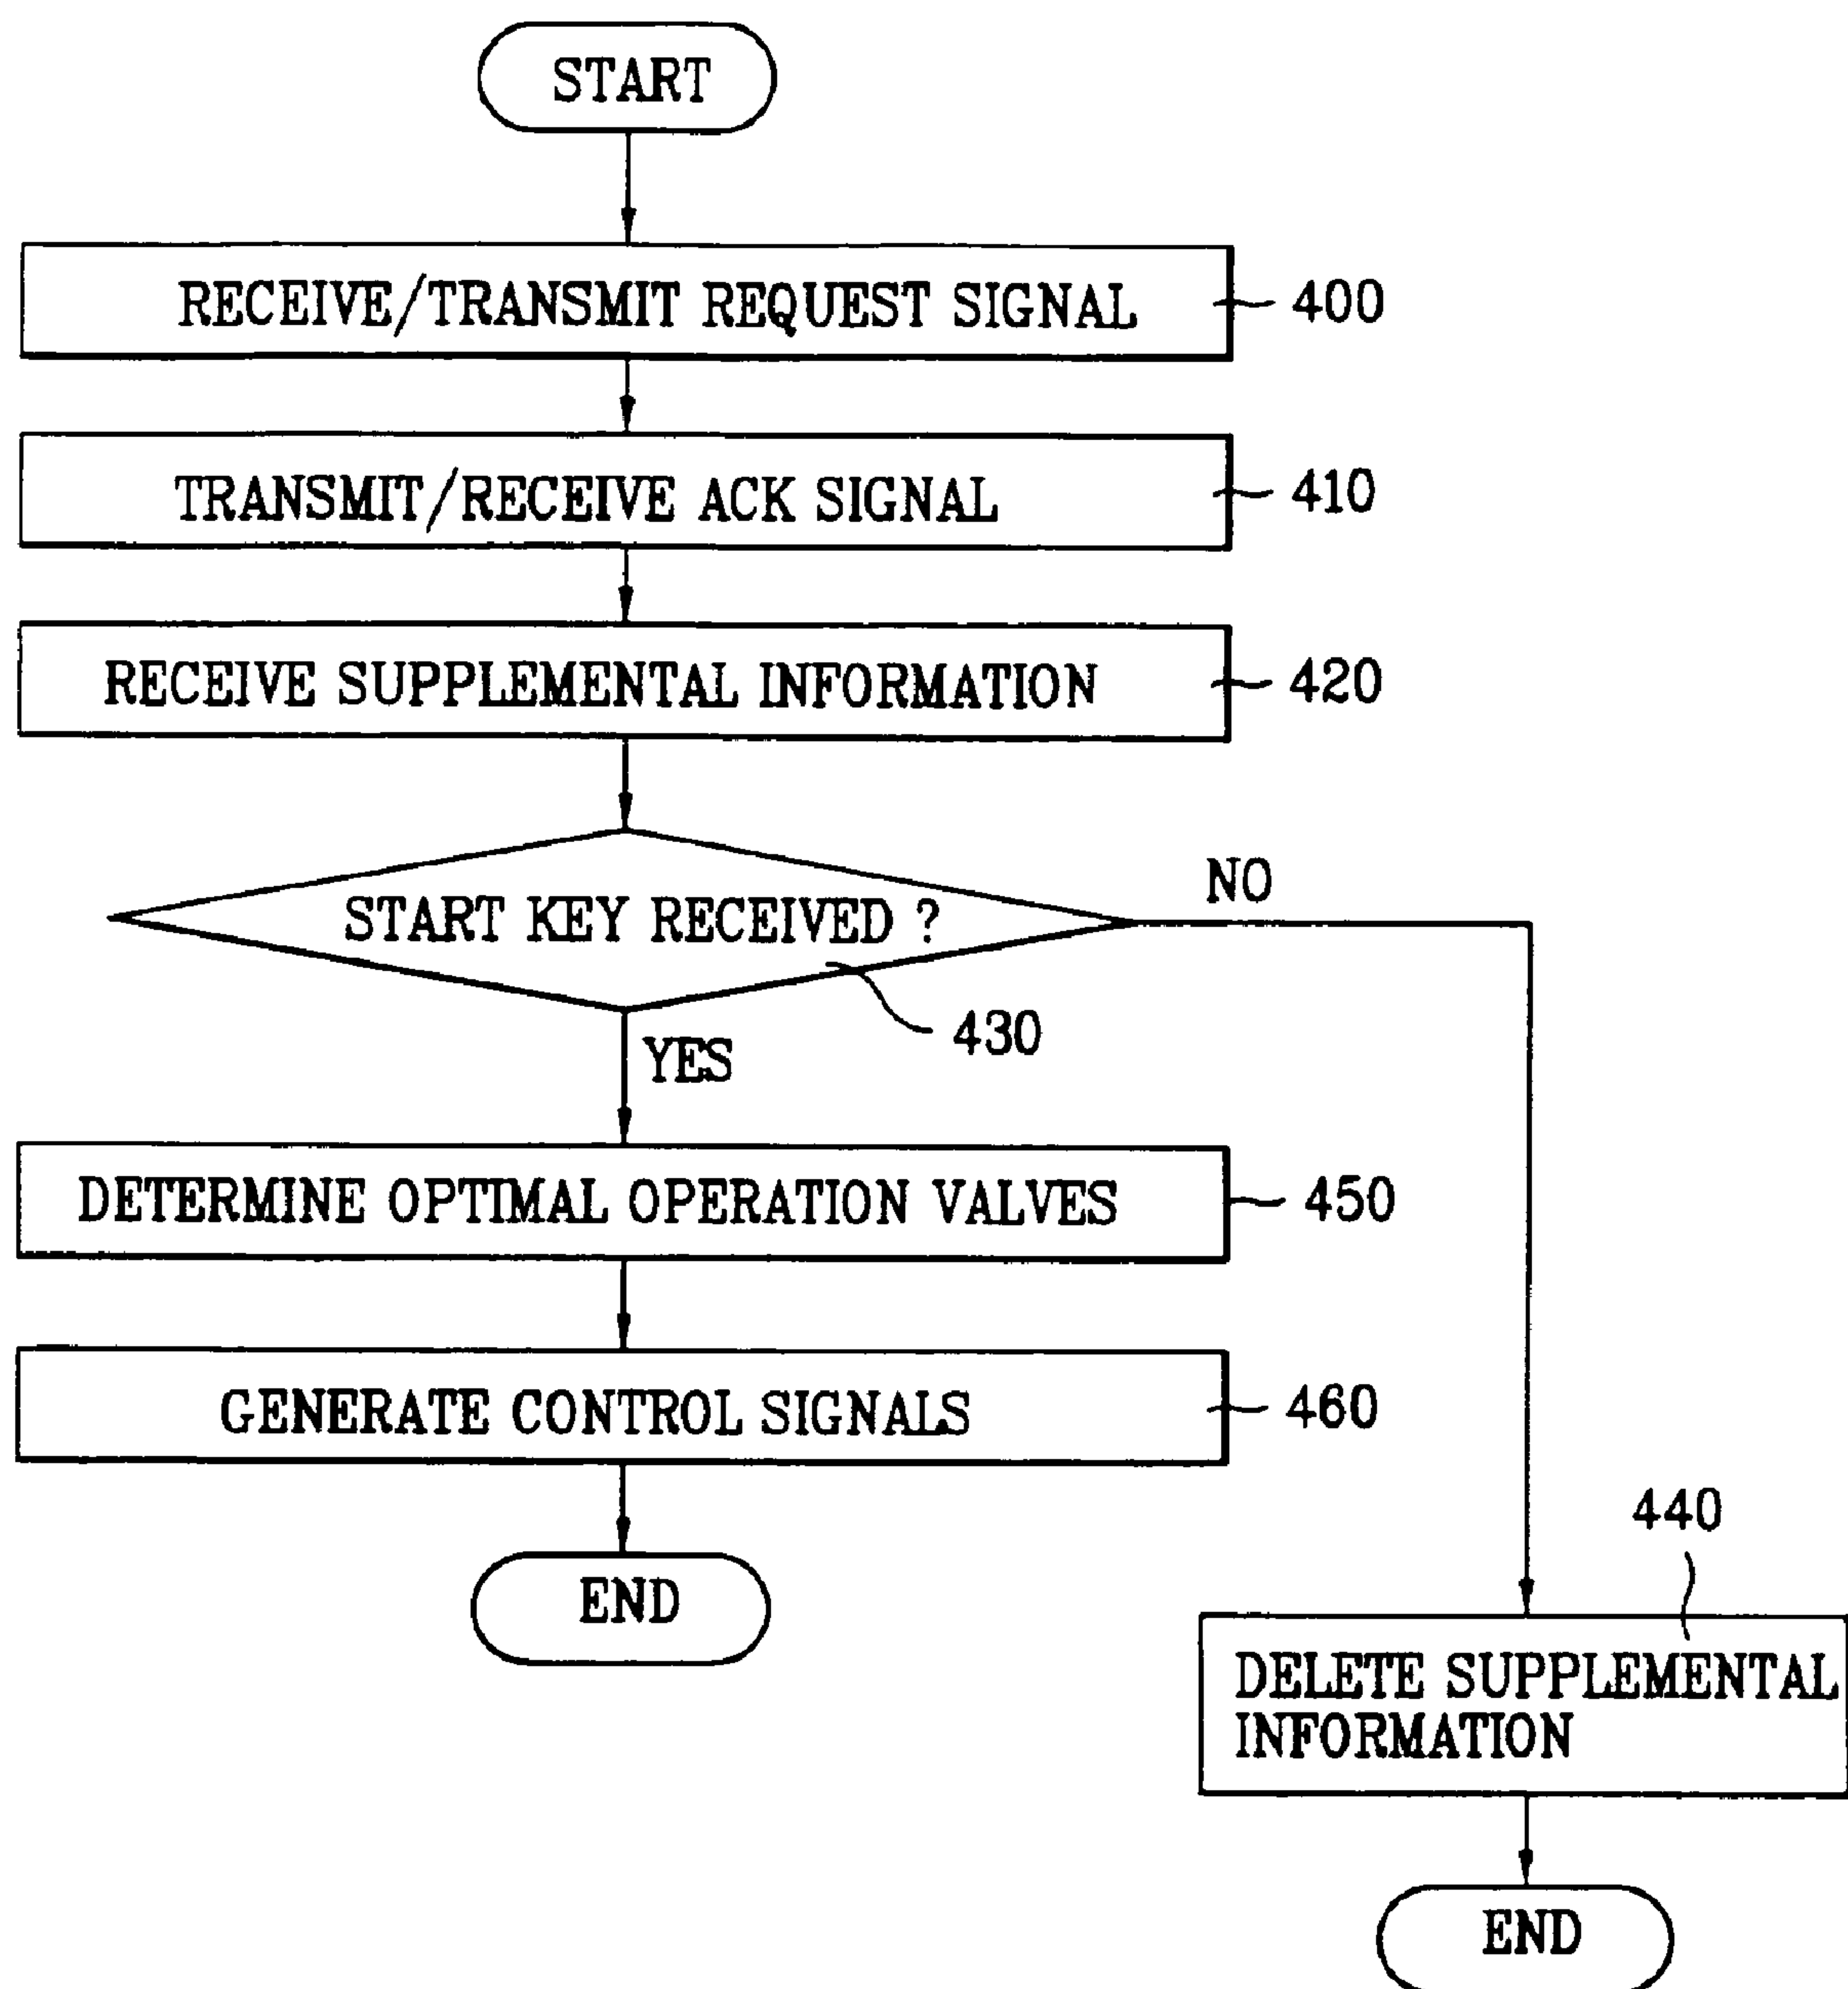 START
RECEIVE/TRANSMIT REQUEST SIGNAL
400
TRANSMIT/RECEIVE ACK SIGNAL
410
RECEIVE SUPPLEMENTAL INFORMATION
420
START KEY RECEIVED ?
NO
430
YES
DETERMINE OPTIMAL OPERATION VALVES
450
GENERATE CONTROL SIGNALS
460
END
440
DELETE SUPPLEMENTAL
INFORMATION
END